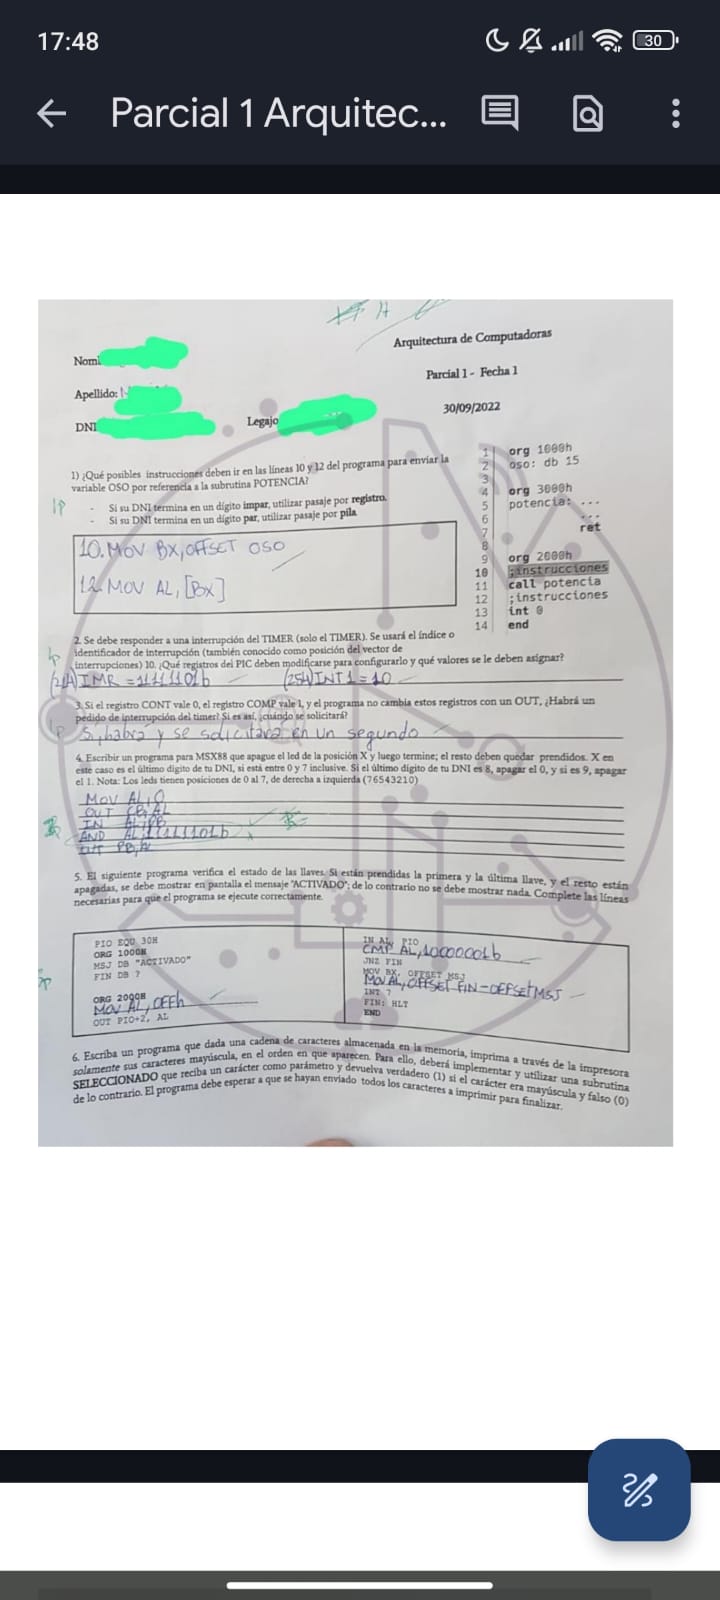 17:48
30
Parcial 1 Arquitec...
Arquitectura de Computadoras
Parcial 1 - Fecha 1
30/09/2022
Apellido:
DNI
Legajo
1) ¿Qué posibles instrucciones deben ir en las líneas 10 y 12 del programa para enviar la
variable OSO por referencia a la subrutina POTENCIA?
- Si su DNI termina en un dígito impar, utilizar pasaje por registro.
- Si su DNI termina en un dígito par, utilizar pasaje por pila
10. MOV BX, OFFSET OSO
12. MOV AL, [BX]
1 org 1000h
2 oso: db 15
3
4 org 3000h
5 potencia: ...
6 ...
7 ret
8
9 org 2000h
10 ;instrucciones
11 call potencia
12 ;instrucciones
13 int 0
14 end
2. Se debe responder a una interrupción del TIMER (solo el TIMER). Se usará el índice o
identificador de interrupción (también conocido como posición del vector de
interrupciones) 10. ¿Qué registros del PIC deben modificarse para configurarlo y qué valores se le deben asignar?
(21H) IMR = 11111101b (25H) INT1 = 10
3. Si el registro CONT vale 0, el registro COMP vale 1, y el programa no cambia estos registros con un OUT, ¿Habrá un
pedido de interrupción del timer? Si es así, ¿cuándo se solicitará?
Si, habra y se solicitara en un segundo
4. Escribir un programa para MSX88 que apague el led de la posición X y luego termine; el resto deben quedar prendidos. X en
este caso es el último dígito de tu DNI, si está entre 0 y 7 inclusive. Si el último dígito de tu DNI es 8, apagar el 0, y si es 9, apagar
el 1. Nota: Los leds tienen posiciones de 0 al 7, de derecha a izquierda (76543210)
MOV AL, 0
OUT CB, AL
IN AL, PB
AND AL, 11111101b
OUT PB, AL
5. El siguiente programa verifica el estado de las llaves. Si están prendidas la primera y la última llave, y el resto están
apagadas, se debe mostrar en pantalla el mensaje "ACTIVADO"; de lo contrario no se debe mostrar nada. Complete las líneas
necesarias para que el programa se ejecute correctamente.
PIO EQU 30H
ORG 1000H
MSJ DB "ACTIVADO"
FIN DB ?
ORG 2000H
MOV AL, 0FFh
OUT PIO+2, AL
IN AL, PIO
CMP AL, 10000001b
JNZ FIN
MOV BX, OFFSET MSJ
MOV AL, OFFSET FIN - OFFSET MSJ
INT 7
FIN: HLT
END
6. Escriba un programa que dada una cadena de caracteres almacenada en la memoria, imprima a través de la impresora
solamente sus caracteres mayúscula, en el orden en que aparecen. Para ello, deberá implementar y utilizar una subrutina
SELECCIONADO que reciba un carácter como parámetro y devuelva verdadero (1) si el carácter era mayúscula y falso (0)
de lo contrario. El programa debe esperar a que se hayan enviado todos los caracteres a imprimir para finalizar.